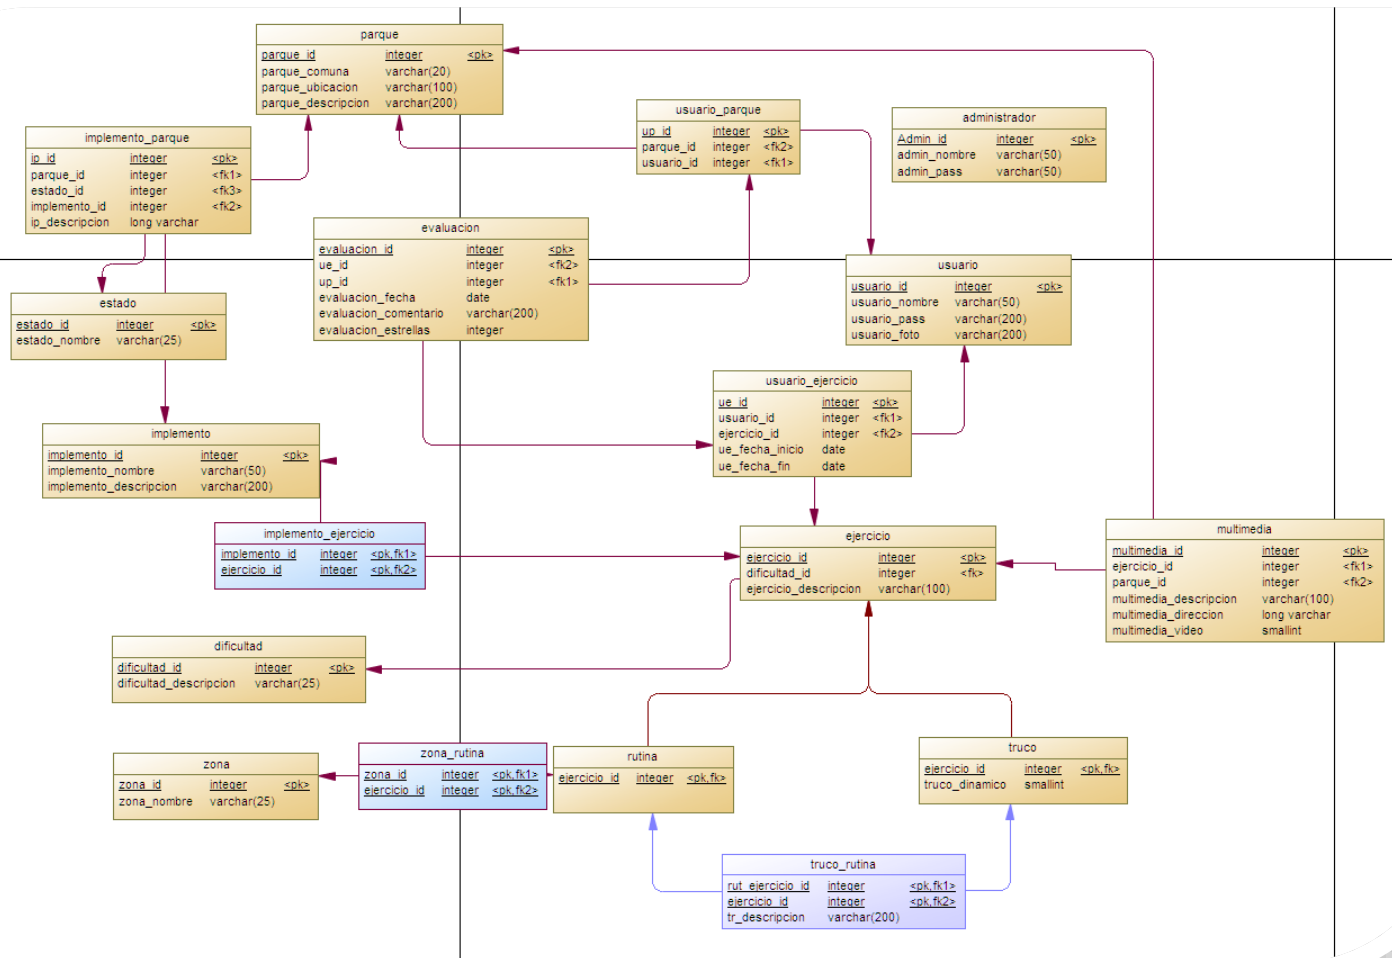 parque
parque_id integer <pk>
parque_comuna varchar(20)
parque_ubicacion varchar(100)
parque_descripcion varchar(200)
usuario_parque
up_id integer <pk>
parque_id integer <fk2>
usuario_id integer <fk1>
administrador
Admin_id integer <pk>
admin_nombre varchar(50)
admin_pass varchar(50)
implemento_parque
ip_id integer <pk>
parque_id integer <fk1>
estado_id integer <fk3>
implemento_id integer <fk2>
ip_descripcion long varchar
evaluacion
evaluacion_id integer <pk>
ue_id integer <fk2>
up_id integer <fk1>
evaluacion_fecha date
evaluacion_comentario varchar(200)
evaluacion_estrellas integer
usuario
usuario_id integer <pk>
usuario_nombre varchar(50)
usuario_pass varchar(200)
usuario_foto varchar(200)
estado
estado_id integer <pk>
estado_nombre varchar(25)
usuario_ejercicio
ue_id integer <pk>
usuario_id integer <fk1>
ejercicio_id integer <fk2>
ue_fecha_inicio date
ue_fecha_fin date
implemento
implemento_id integer <pk>
implemento_nombre varchar(50)
implemento_descripcion varchar(200)
implemento_ejercicio
implemento_id integer <pk,fk1>
ejercicio_id integer <pk,fk2>
ejercicio
ejercicio_id integer <pk>
dificultad_id integer <fk>
ejercicio_descripcion varchar(100)
multimedia
multimedia_id integer <pk>
ejercicio_id integer <fk1>
parque_id integer <fk2>
multimedia_descripcion varchar(100)
multimedia_direccion long varchar
multimedia_video smallint
dificultad
dificultad_id integer <pk>
dificultad_descripcion varchar(25)
zona
zona_id integer <pk>
zona_nombre varchar(25)
zona_rutina
zona_id integer <pk,fk1>
ejercicio_id integer <pk,fk2>
rutina
ejercicio_id integer <pk,fk>
truco
ejercicio_id integer <pk,fk>
truco_dinamico smallint
truco_rutina
rut_ejercicio_id integer <pk,fk1>
ejercicio_id integer <pk,fk2>
tr_descripcion varchar(200)